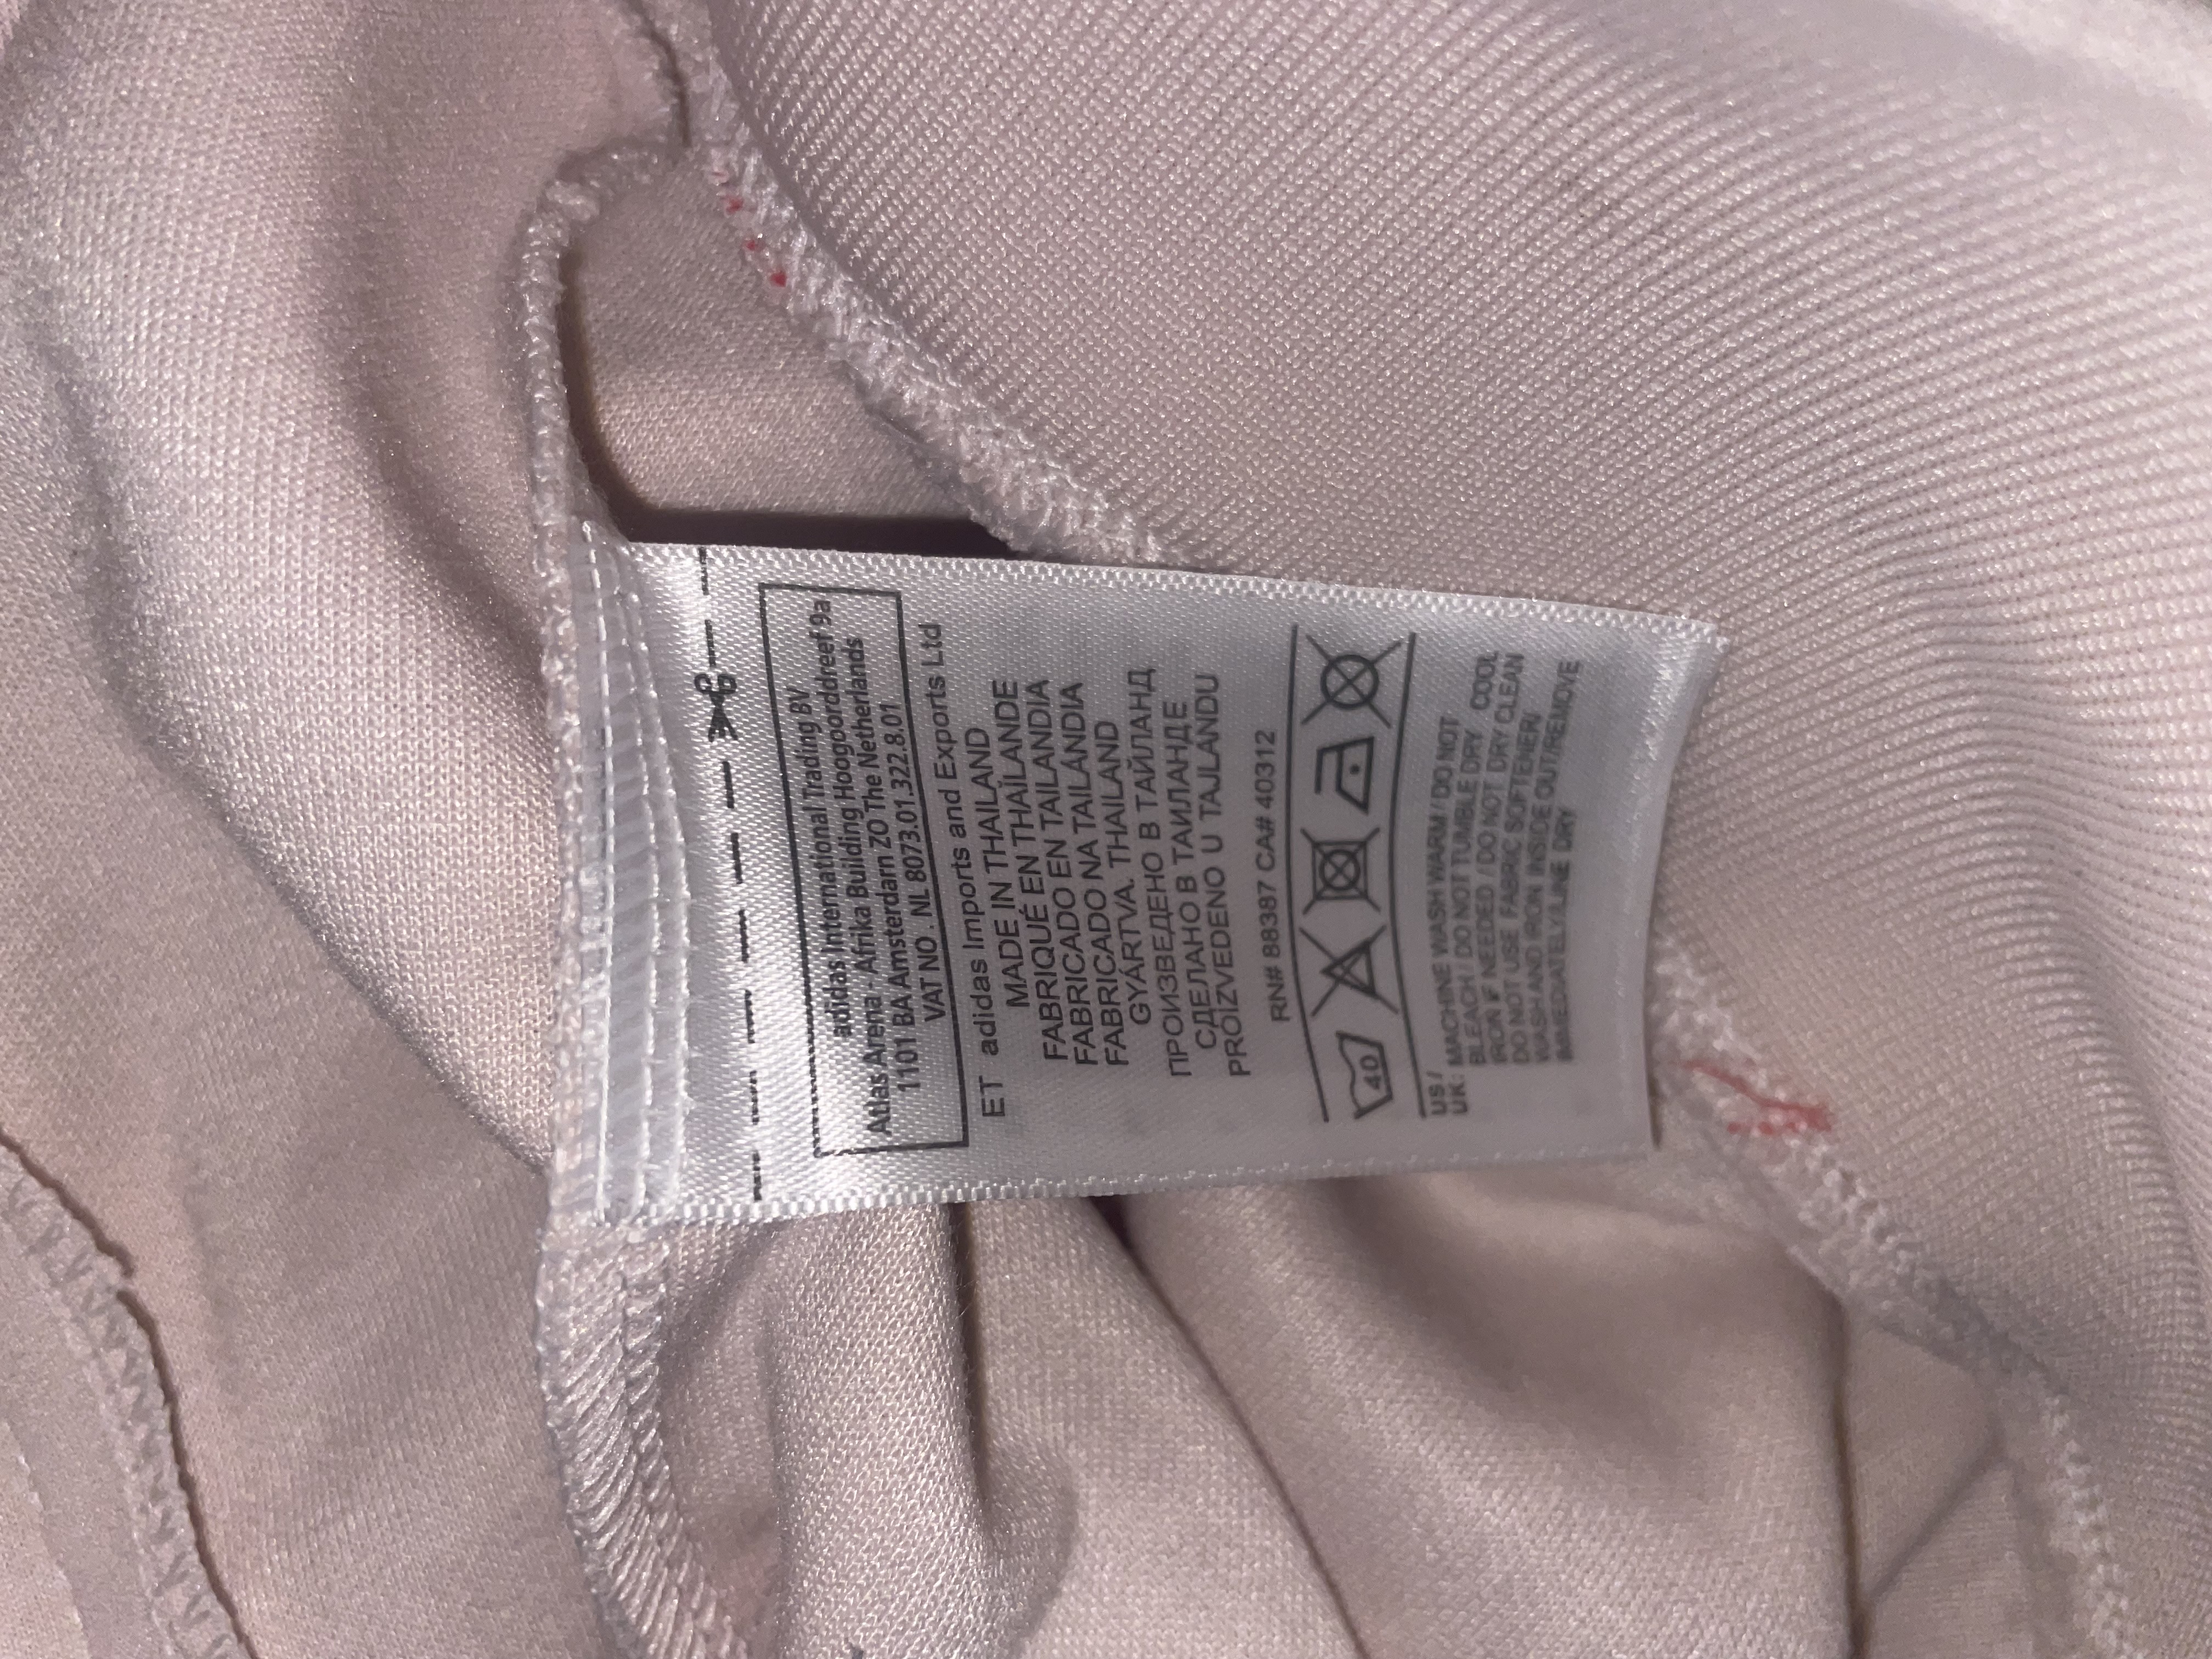 adidas International Trading BV
Atlas Arena - Afrika Building Hoogoorddreef 9a
1101 BA Amsterdam ZO The Netherlands
VAT NO . NL 8073.01.322.8.01
ET adidas Imports and Exports Ltd
MADE IN THAILAND
FABRIQUÉ EN THAÏLANDE
FABRICADO EN TAILANDIA
FABRICADO NA TAILÂNDIA
GYÁRTVA. THAILAND
ПРОИЗВЕДЕНО В ТАЙЛАНД
СДЕЛАНО В ТАИЛАНДЕ
PROIZVEDENO U TAJLANDU
RN# 88387 CA# 40312
40
US / UK: MACHINE WASH WARM / DO NOT
BLEACH / DO NOT TUMBLE DRY COOL
IRON IF NEEDED / DO NOT DRY CLEAN
DO NOT USE FABRIC SOFTENER/
WASH AND IRON INSIDE OUT/REMOVE
IMMEDIATELY/LINE DRY